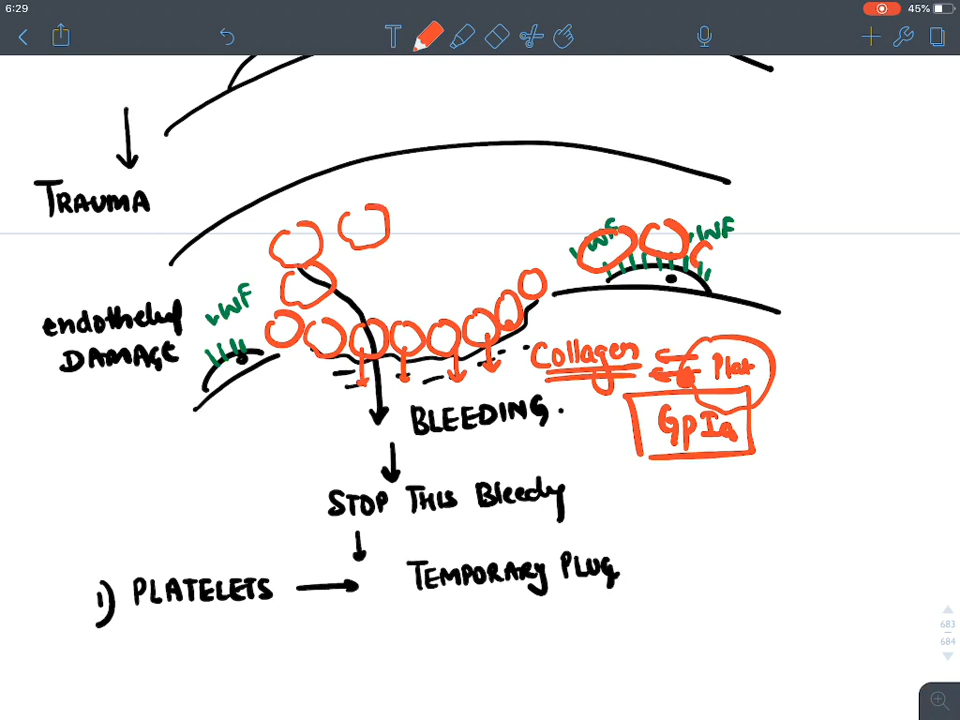 6:29
45%
T
TRAUMA
vWF
vWF
vWF
endothelial
DAMAGE
Collagen
Plat
GpIa
BLEEDING.
STOP THIS Bleeding
1) PLATELETS
TEMPORARY PLUG
683
684